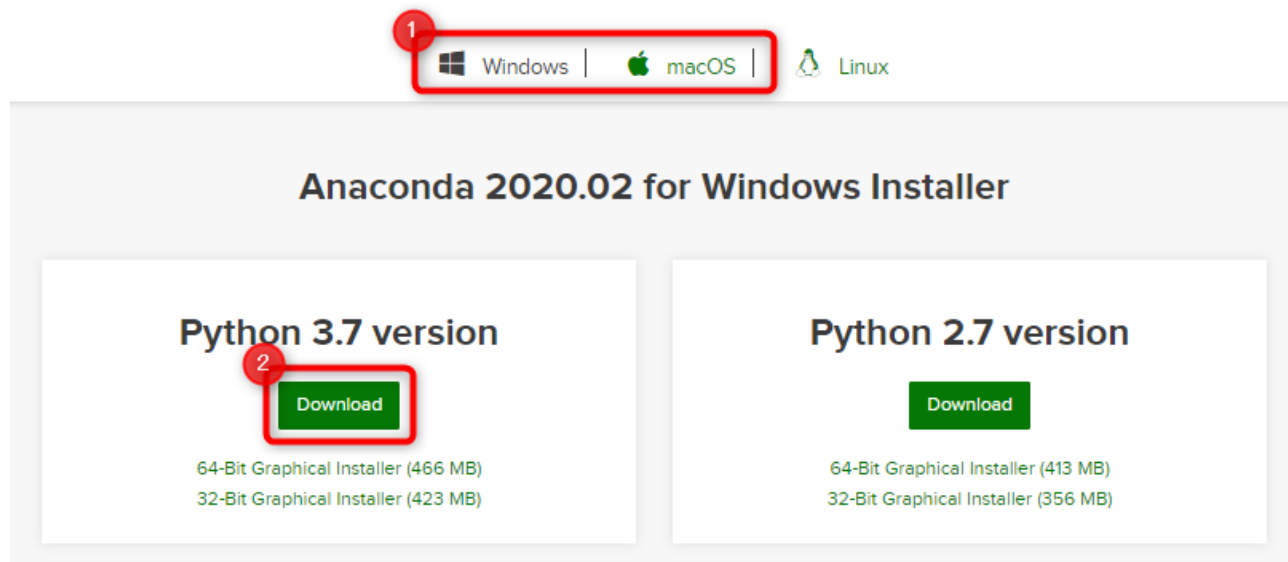 1
Windows | macOS | Linux
Anaconda 2020.02 for Windows Installer
Python 3.7 version
2
Download
64-Bit Graphical Installer (466 MB)
32-Bit Graphical Installer (423 MB)
Python 2.7 version
Download
64-Bit Graphical Installer (413 MB)
32-Bit Graphical Installer (356 MB)